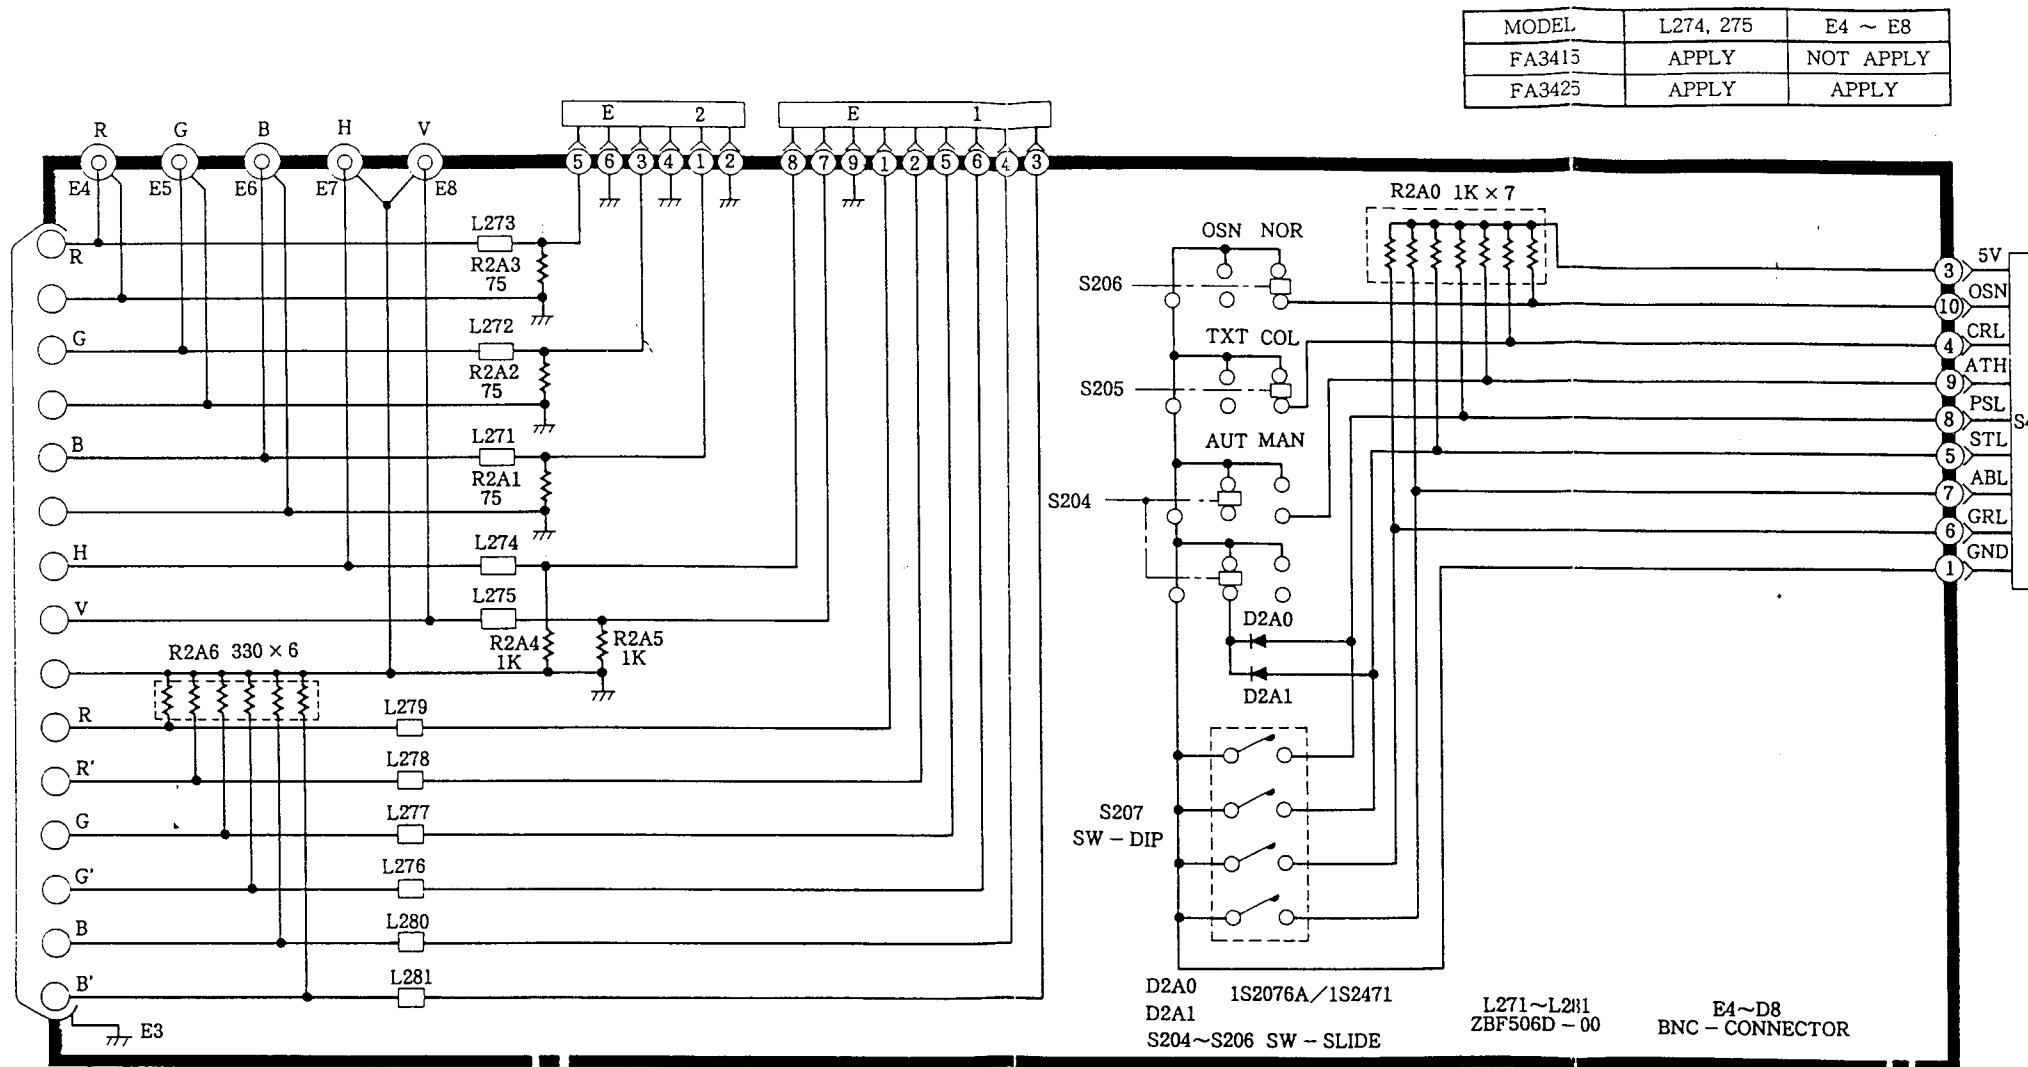 MODEL L274, 275 E4 ~ E8
FA3415 APPLY NOT APPLY
FA3425 APPLY APPLY
E 2 E 1
R G B H V
5 6 3 4 1 2 8 7 9 1 2 5 6 4 3
E4 E5 E6 E7 E8
R2A0 1K × 7
L273
R
R2A3
75
OSN NOR
S206
3 5V
10 OSN
L272
G
R2A2
75
TXT COL
S205
4 CRL
9 ATH
L271
B
R2A1
75
AUT MAN
S204
8 PSL
S4
5 STL
7 ABL
6 GRL
1 GND
L274
H
L275
V
R2A4
1K
R2A5
1K
R2A6 330 × 6
D2A0
D2A1
L279
R
L278
R'
L277
G
S207
SW – DIP
L276
G'
L280
B
L281
B'
E3
D2A0
D2A1
1S2076A/1S2471
S204~S206 SW – SLIDE
L271~L281
ZBF506D – 00
E4~D8
BNC – CONNECTOR